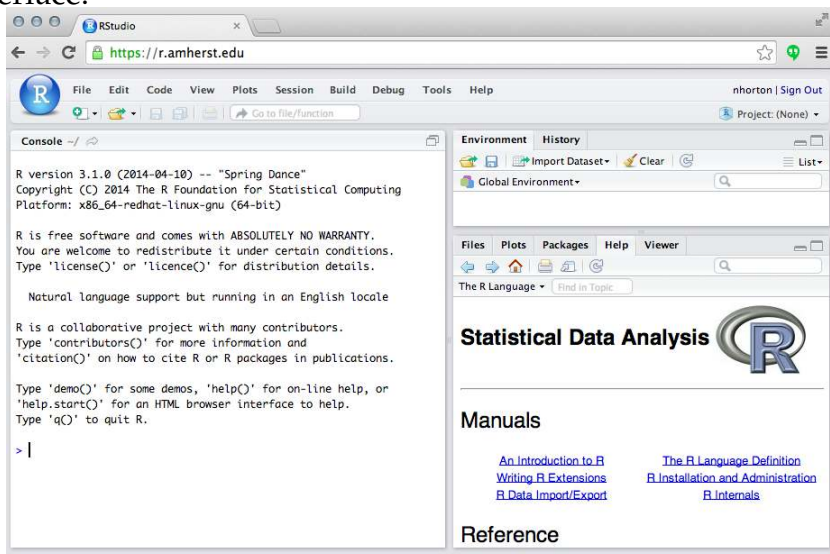 RStudio
https://r.amherst.edu
File Edit Code View Plots Session Build Debug Tools Help
nhorton | Sign Out
Go to file/function
Project: (None)
Console ~/
R version 3.1.0 (2014-04-10) -- "Spring Dance"
Copyright (C) 2014 The R Foundation for Statistical Computing
Platform: x86_64-redhat-linux-gnu (64-bit)
R is free software and comes with ABSOLUTELY NO WARRANTY.
You are welcome to redistribute it under certain conditions.
Type 'license()' or 'licence()' for distribution details.
Natural language support but running in an English locale
R is a collaborative project with many contributors.
Type 'contributors()' for more information and
'citation()' on how to cite R or R packages in publications.
Type 'demo()' for some demos, 'help()' for on-line help, or
'help.start()' for an HTML browser interface to help.
Type 'q()' to quit R.
>
Environment History
Import Dataset Clear List
Global Environment
Files Plots Packages Help Viewer
The R Language Find in Topic
Statistical Data Analysis R
Manuals
An Introduction to R The R Language Definition
Writing R Extensions R Installation and Administration
R Data Import/Export R Internals
Reference